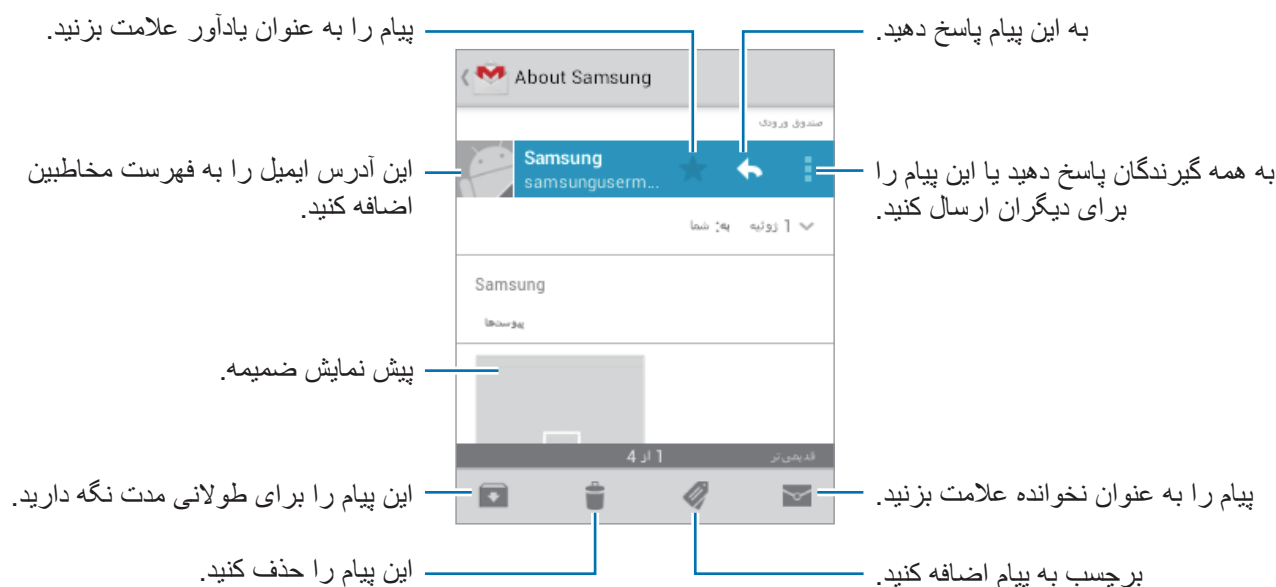 به این پیام پاسخ دهید.
پیام را به عنوان یادآور علامت بزنید.
About Samsung
صندوق ورودی
Samsung
samsunguserm...
به همه گیرندگان پاسخ دهید یا این پیام را
برای دیگران ارسال کنید.
این آدرس ایمیل را به فهرست مخاطبین
اضافه کنید.
1 ژوئیه به: شما
Samsung
پیوست‌ها
پیش نمایش ضمیمه.
قدیمی‌تر
1 از 4
پیام را به عنوان نخوانده علامت بزنید.
این پیام را برای طولانی مدت نگه دارید.
برچسب به پیام اضافه کنید.
این پیام را حذف کنید.